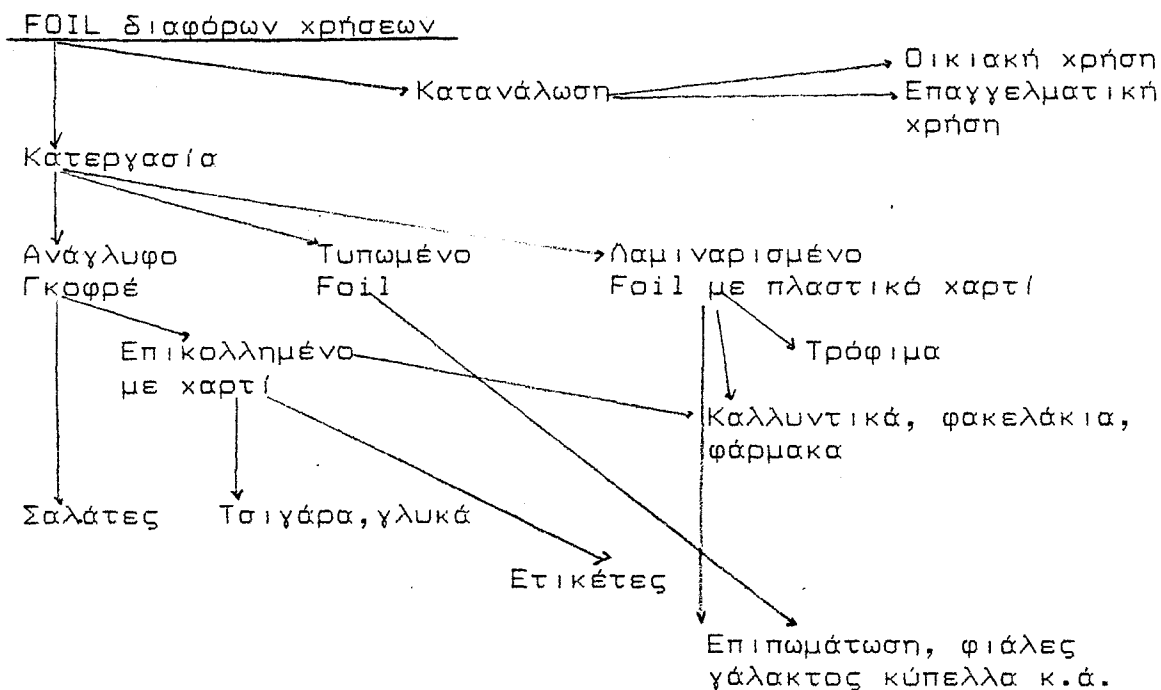 FOIL διαφόρων χρήσεων
Οικιακή χρήση
Κατανάλωση
Επαγγελματική
χρήση
Κατεργασία
Ανάγλυφο
Γκοφρέ
Τυπωμένο
Foil
Λαμιναρισμένο
Foil με πλαστικό χαρτί
Επικολλημένο
με χαρτί
Τρόφιμα
Καλλυντικά, φακελάκια,
φάρμακα
Σαλάτες
Τσιγάρα,γλυκά
Ετικέτες
Επιπωμάτωση, φιάλες
γάλακτος κύπελλα κ.ά.